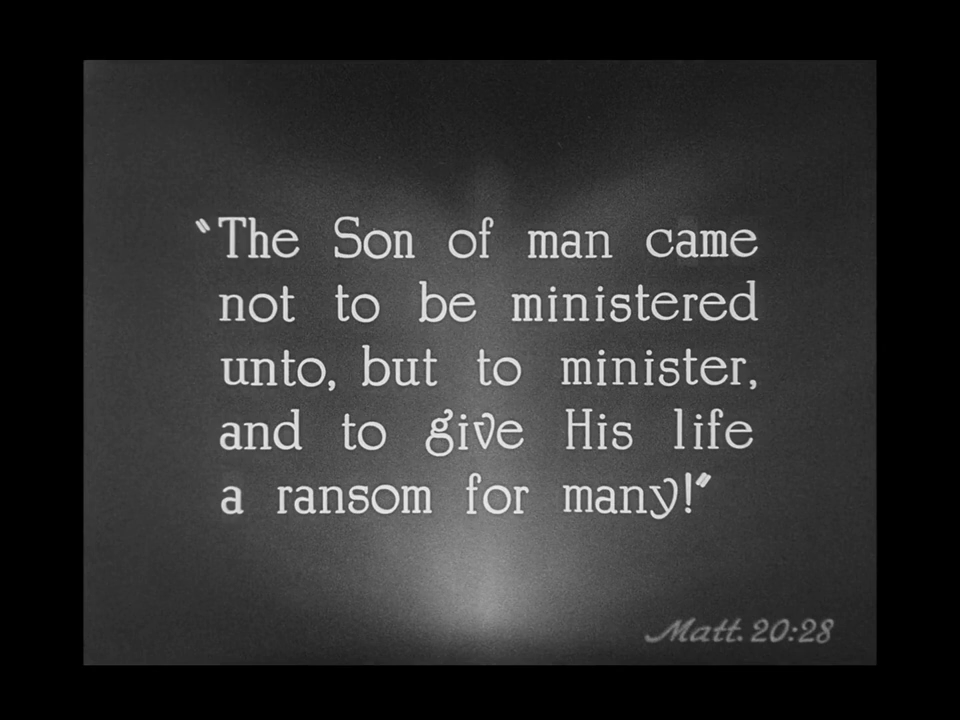 "The Son of man came
not to be ministered
unto, but to minister,
and to give His life
a ransom for many!"
Matt. 20:28